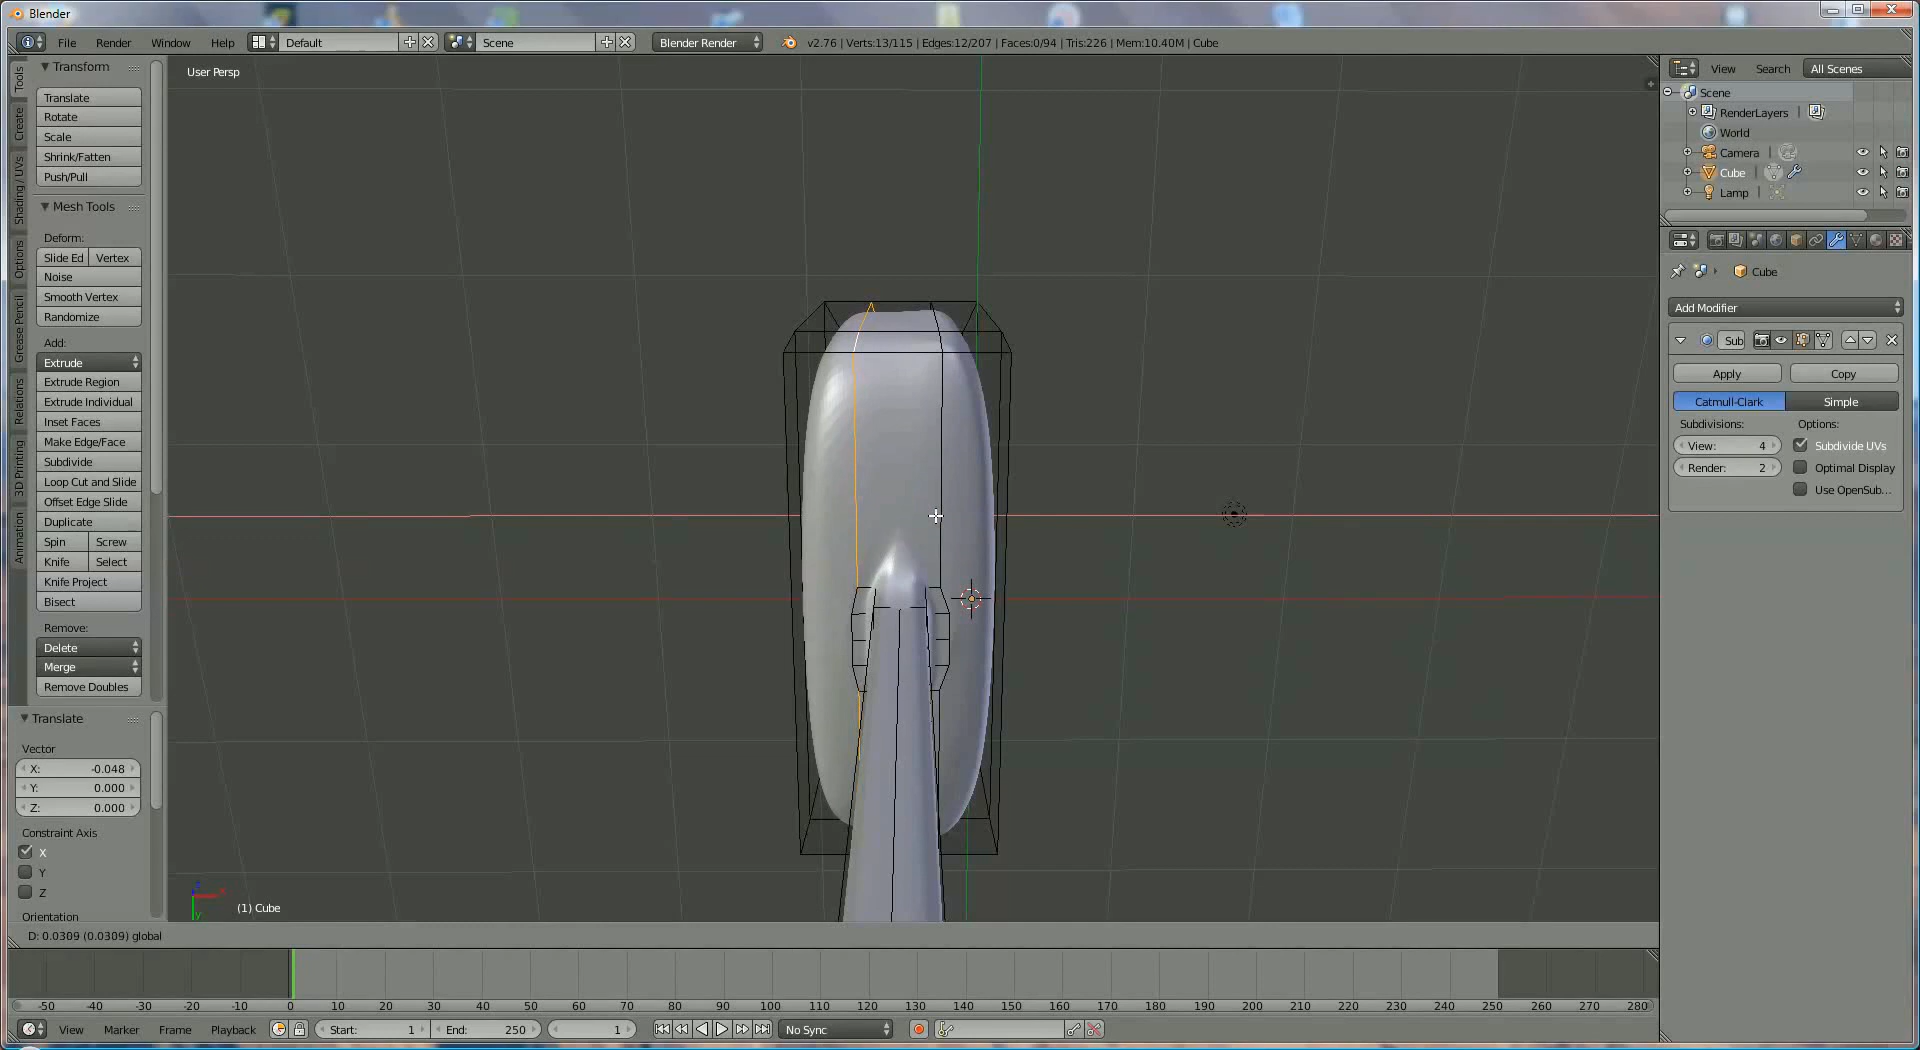 Blender
File Render Window Help Default Scene Blender Render v2.76 | Verts:13/115 | Edges:12/207 | Faces:0/94 | Tris:226 | Mem:10.40M | Cube
Tools
Create
Shading / UVs
Options
Grease Pencil
Relations
3D Printing
Animation
Transform
Translate
Rotate
Scale
Shrink/Fatten
Push/Pull
Mesh Tools
Deform:
Slide Ed Vertex
Noise
Smooth Vertex
Randomize
Add:
Extrude
Extrude Region
Extrude Individual
Inset Faces
Make Edge/Face
Subdivide
Loop Cut and Slide
Offset Edge Slide
Duplicate
Spin Screw
Knife Select
Knife Project
Bisect
Remove:
Delete
Merge
Remove Doubles
Translate
Vector
X: -0.048
Y: 0.000
Z: 0.000
Constraint Axis
X
Y
Z
Orientation
User Persp
(1) Cube
D: 0.0309 (0.0309) global
View Search All Scenes
Scene
RenderLayers
World
Camera
Cube
Lamp
Cube
Add Modifier
Sub
Apply Copy
Catmull-Clark Simple
Subdivisions: Options:
View: 4 Subdivide UVs
Render: 2 Optimal Display
Use OpenSub...
-50 -40 -30 -20 -10 0 10 20 30 40 50 60 70 80 90 100 110 120 130 140 150 160 170 180 190 200 210 220 230 240 250 260 270 280
View Marker Frame Playback Start: 1 End: 250 1 No Sync